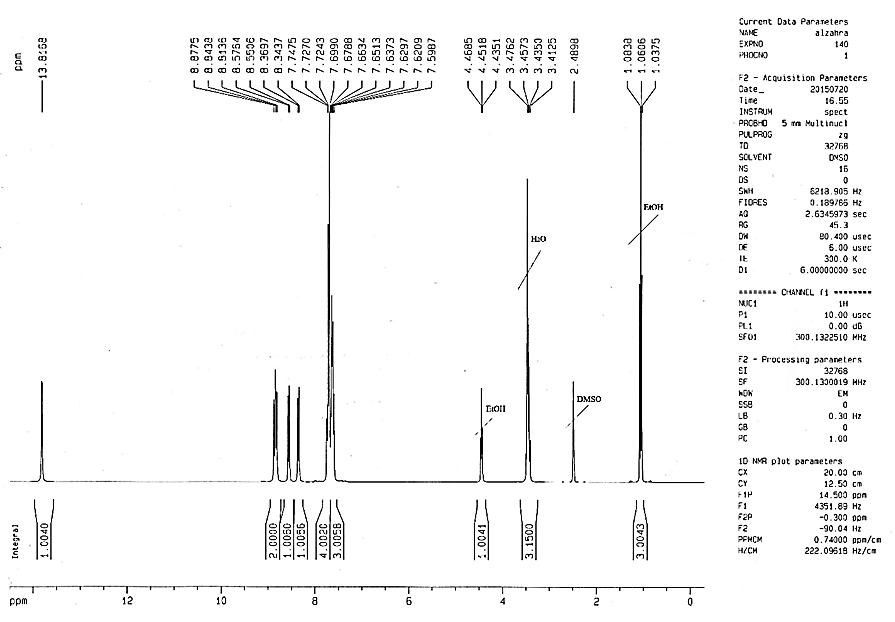 ppm
13.8168
8.8775
8.8438
8.8136
8.5764
8.5506
8.3697
8.3437
7.7475
7.7270
7.7243
7.6990
7.6788
7.6634
7.6513
7.6373
7.6297
7.6209
7.5987
4.4685
4.4518
4.4351
3.4762
3.4573
3.4350
3.4125
2.4898
1.0838
1.0606
1.0375
EtOH
H2O
EtOH
DMSO
Integral
1.0040
2.0000
1.0060
1.0056
4.0020
3.0058
1.0041
3.1500
3.0043
ppm 12 10 8 6 4 2 0
Current Data Parameters
NAME alzahra
EXPNO 140
PROCNO 1
F2 - Acquisition Parameters
Date_ 20150720
Time 16.55
INSTRUM spect
PROBHD 5 mm Multinucl
PULPROG zg
TD 32768
SOLVENT DMSO
NS 16
DS 0
SWH 6218.905 Hz
FIDRES 0.189786 Hz
AQ 2.6345973 sec
RG 45.3
DW 80.400 usec
DE 6.00 usec
TE 300.0 K
D1 6.00000000 sec
======== CHANNEL f1 ========
NUC1 1H
P1 10.00 usec
PL1 0.00 dB
SFO1 300.1322510 MHz
F2 - Processing parameters
SI 32768
SF 300.1300019 MHz
WDW EM
SSB 0
LB 0.30 Hz
GB 0
PC 1.00
1D NMR plot parameters
CX 20.00 cm
CY 12.50 cm
F1P 14.500 ppm
F1 4351.89 Hz
F2P -0.300 ppm
F2 -90.04 Hz
PPMCM 0.74000 ppm/cm
HZCM 222.09618 Hz/cm